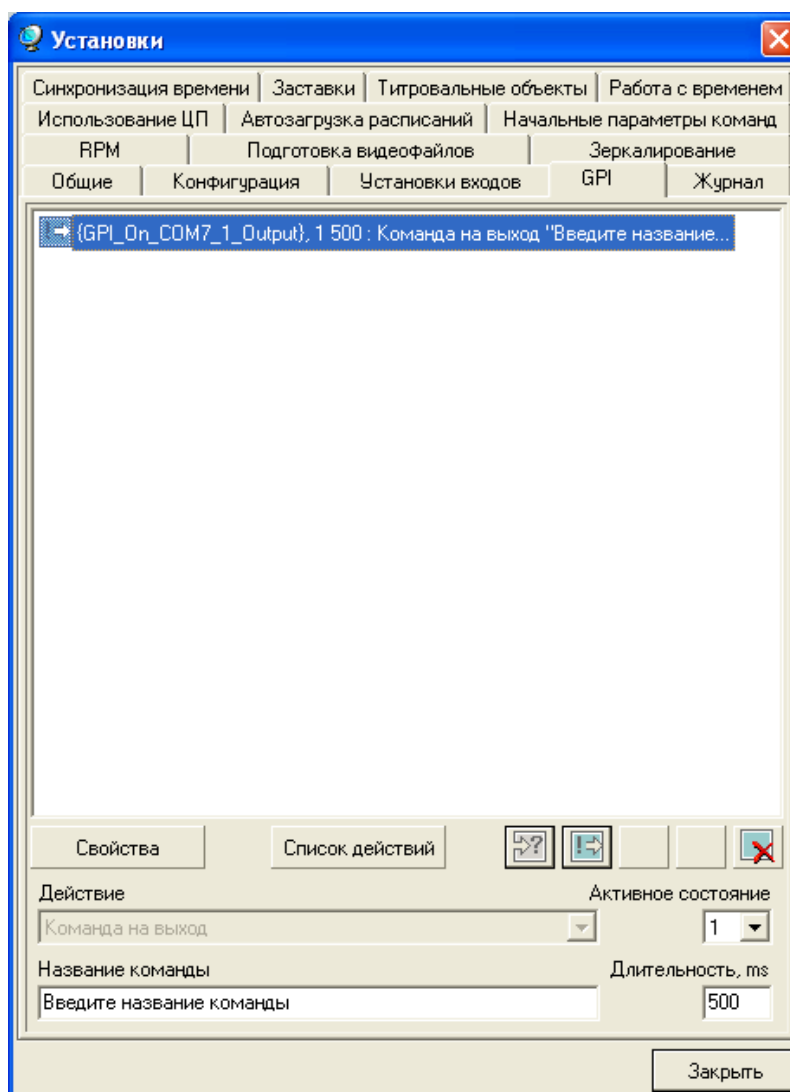 Установки
Синхронизация времени Заставки Титровальные объекты Работа с временем
Использование ЦП Автозагрузка расписаний Начальные параметры команд
RPM Подготовка видеофайлов Зеркалирование
Общие Конфигурация Установки входов GPI Журнал
{GPI_On_COM7_1_Output}, 1 500 : Команда на выход "Введите название...
Свойства Список действий
Действие Активное состояние
Команда на выход 1
Название команды Длительность, ms
Введите название команды 500
Закрыть